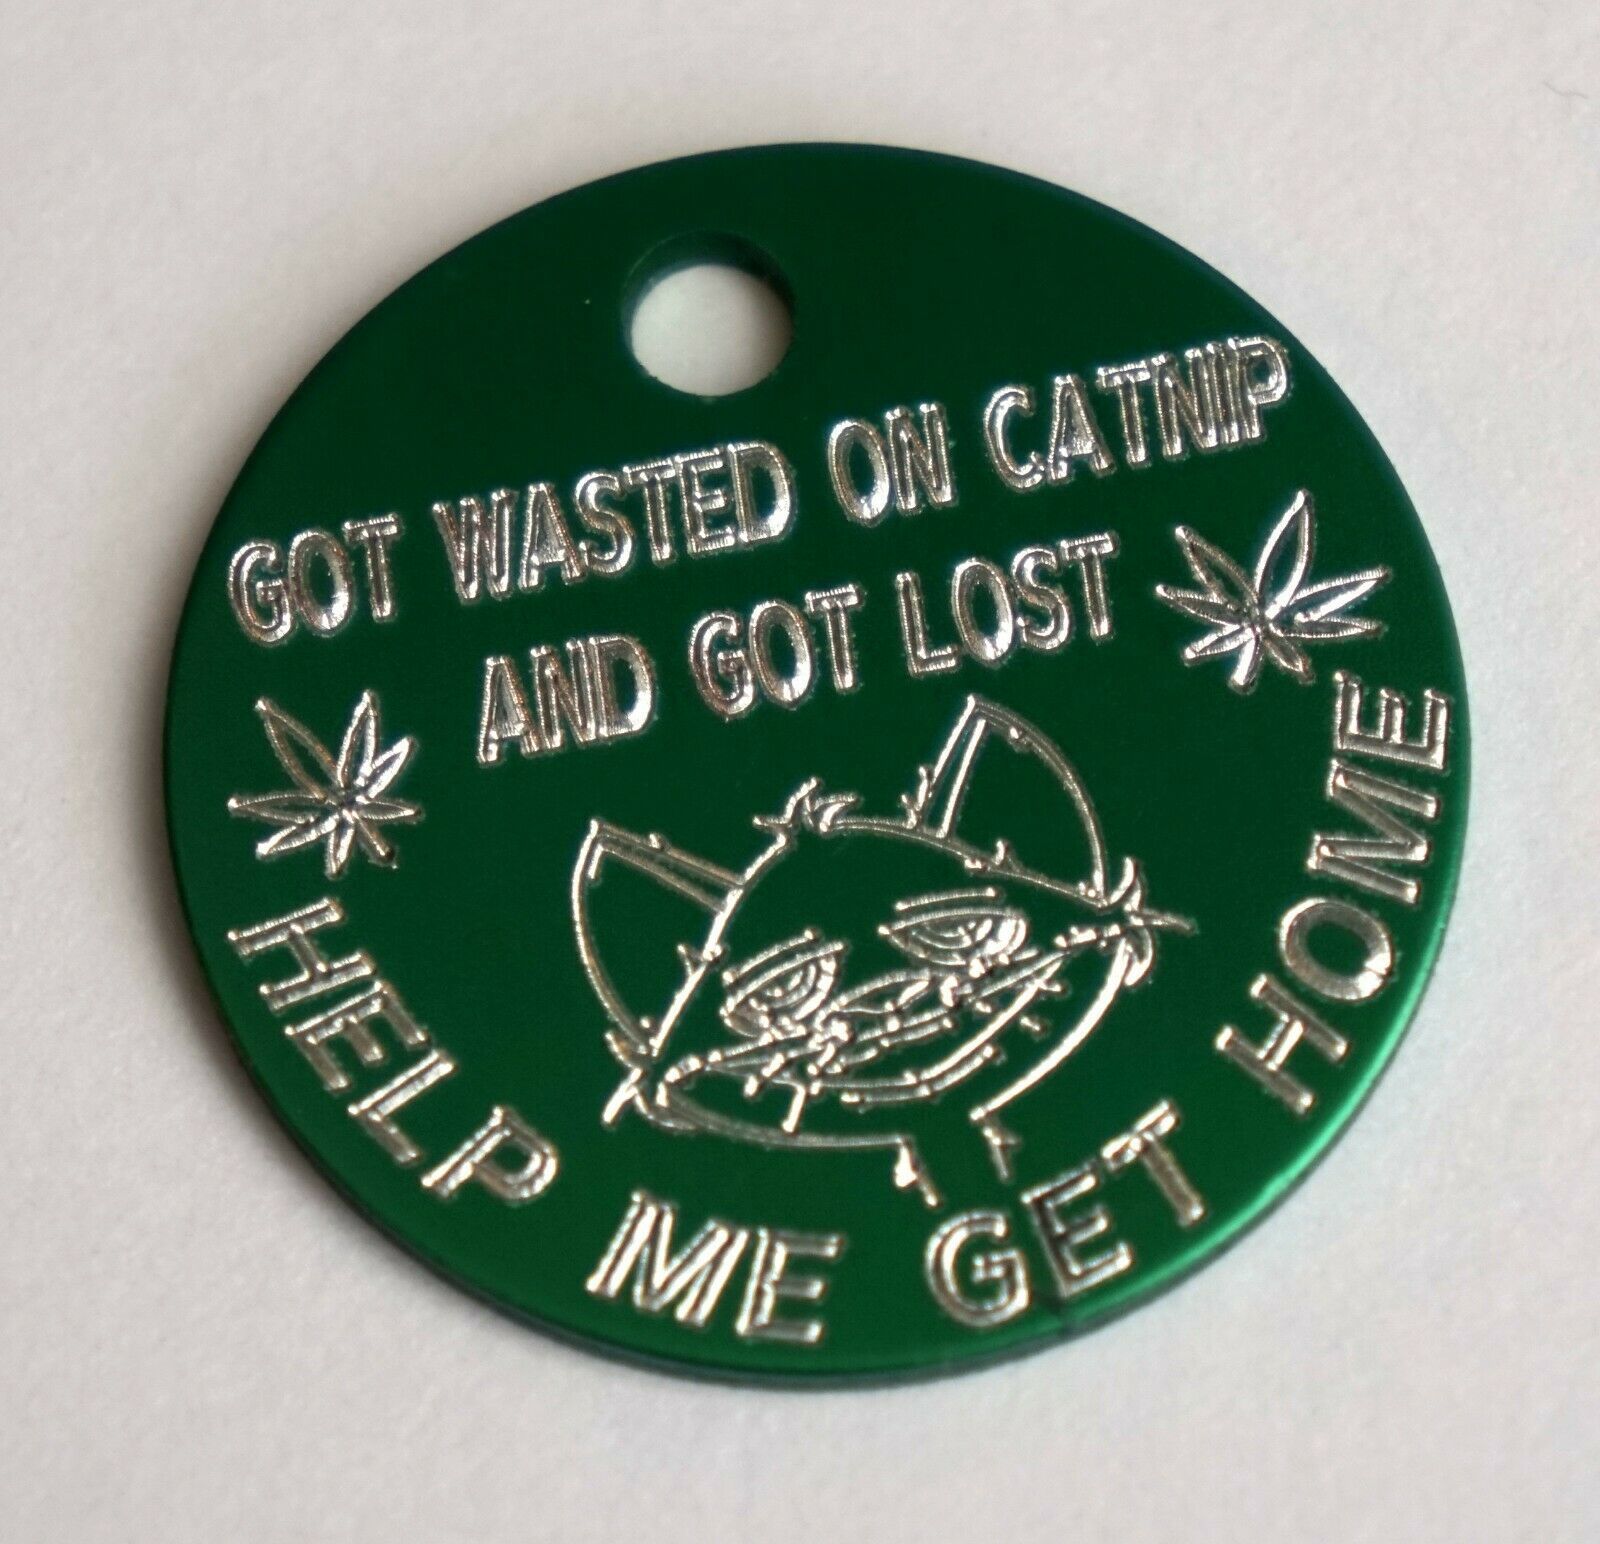 GOT WASTED ON CATNIP
AND GOT LOST
HELP ME GET HOME